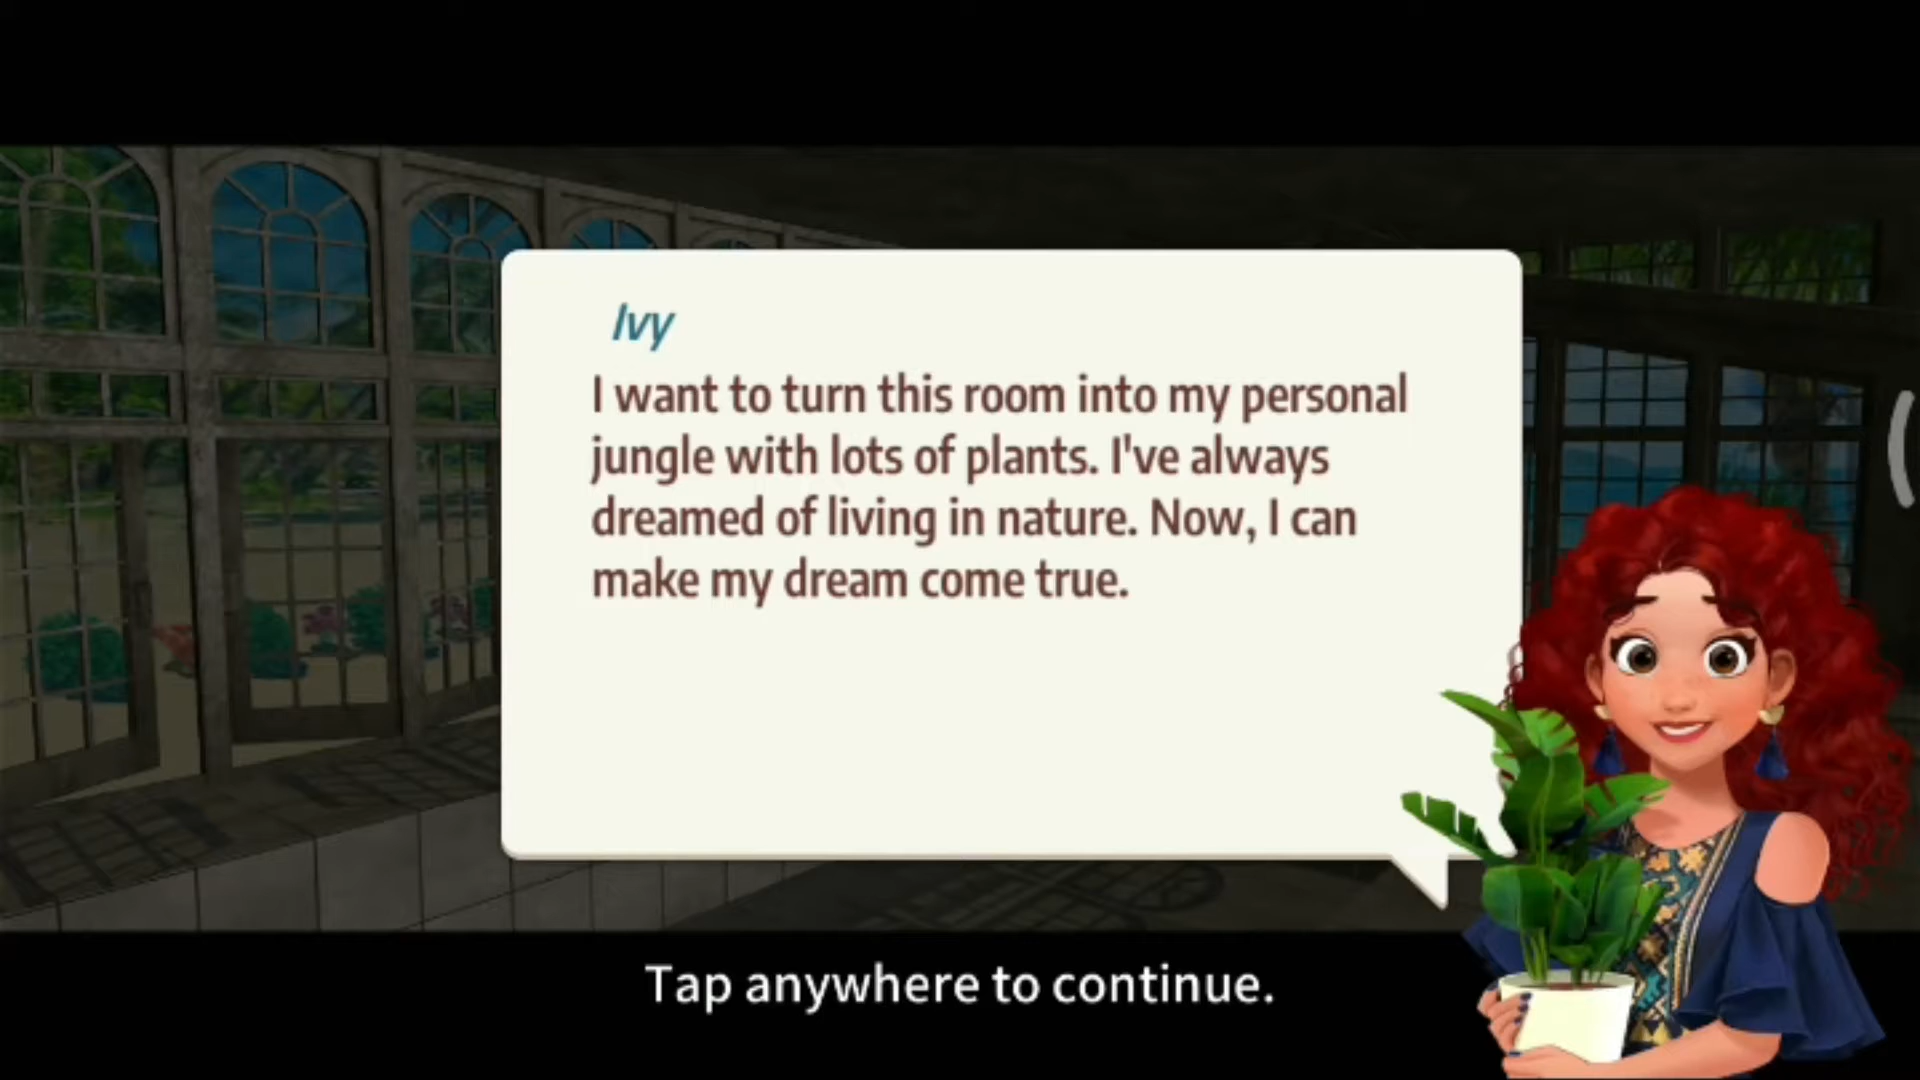 Ivy
I want to turn this room into my personal
jungle with lots of plants. I've always
dreamed of living in nature. Now, I can
make my dream come true.
Tap anywhere to continue.